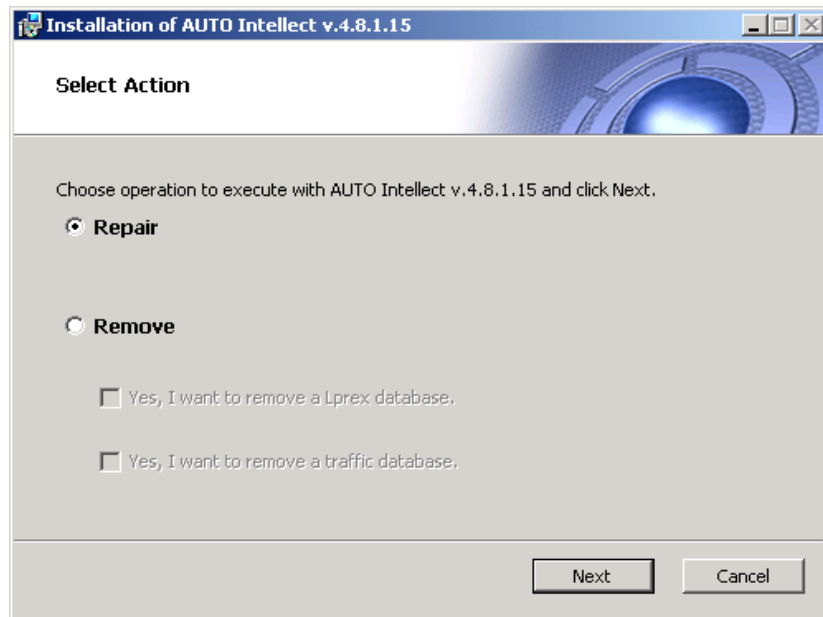 Installation of AUTO Intellect v.4.8.1.15
Select Action
Choose operation to execute with AUTO Intellect v.4.8.1.15 and click Next.
Repair
Remove
Yes, I want to remove a Lprex database.
Yes, I want to remove a traffic database.
Next
Cancel